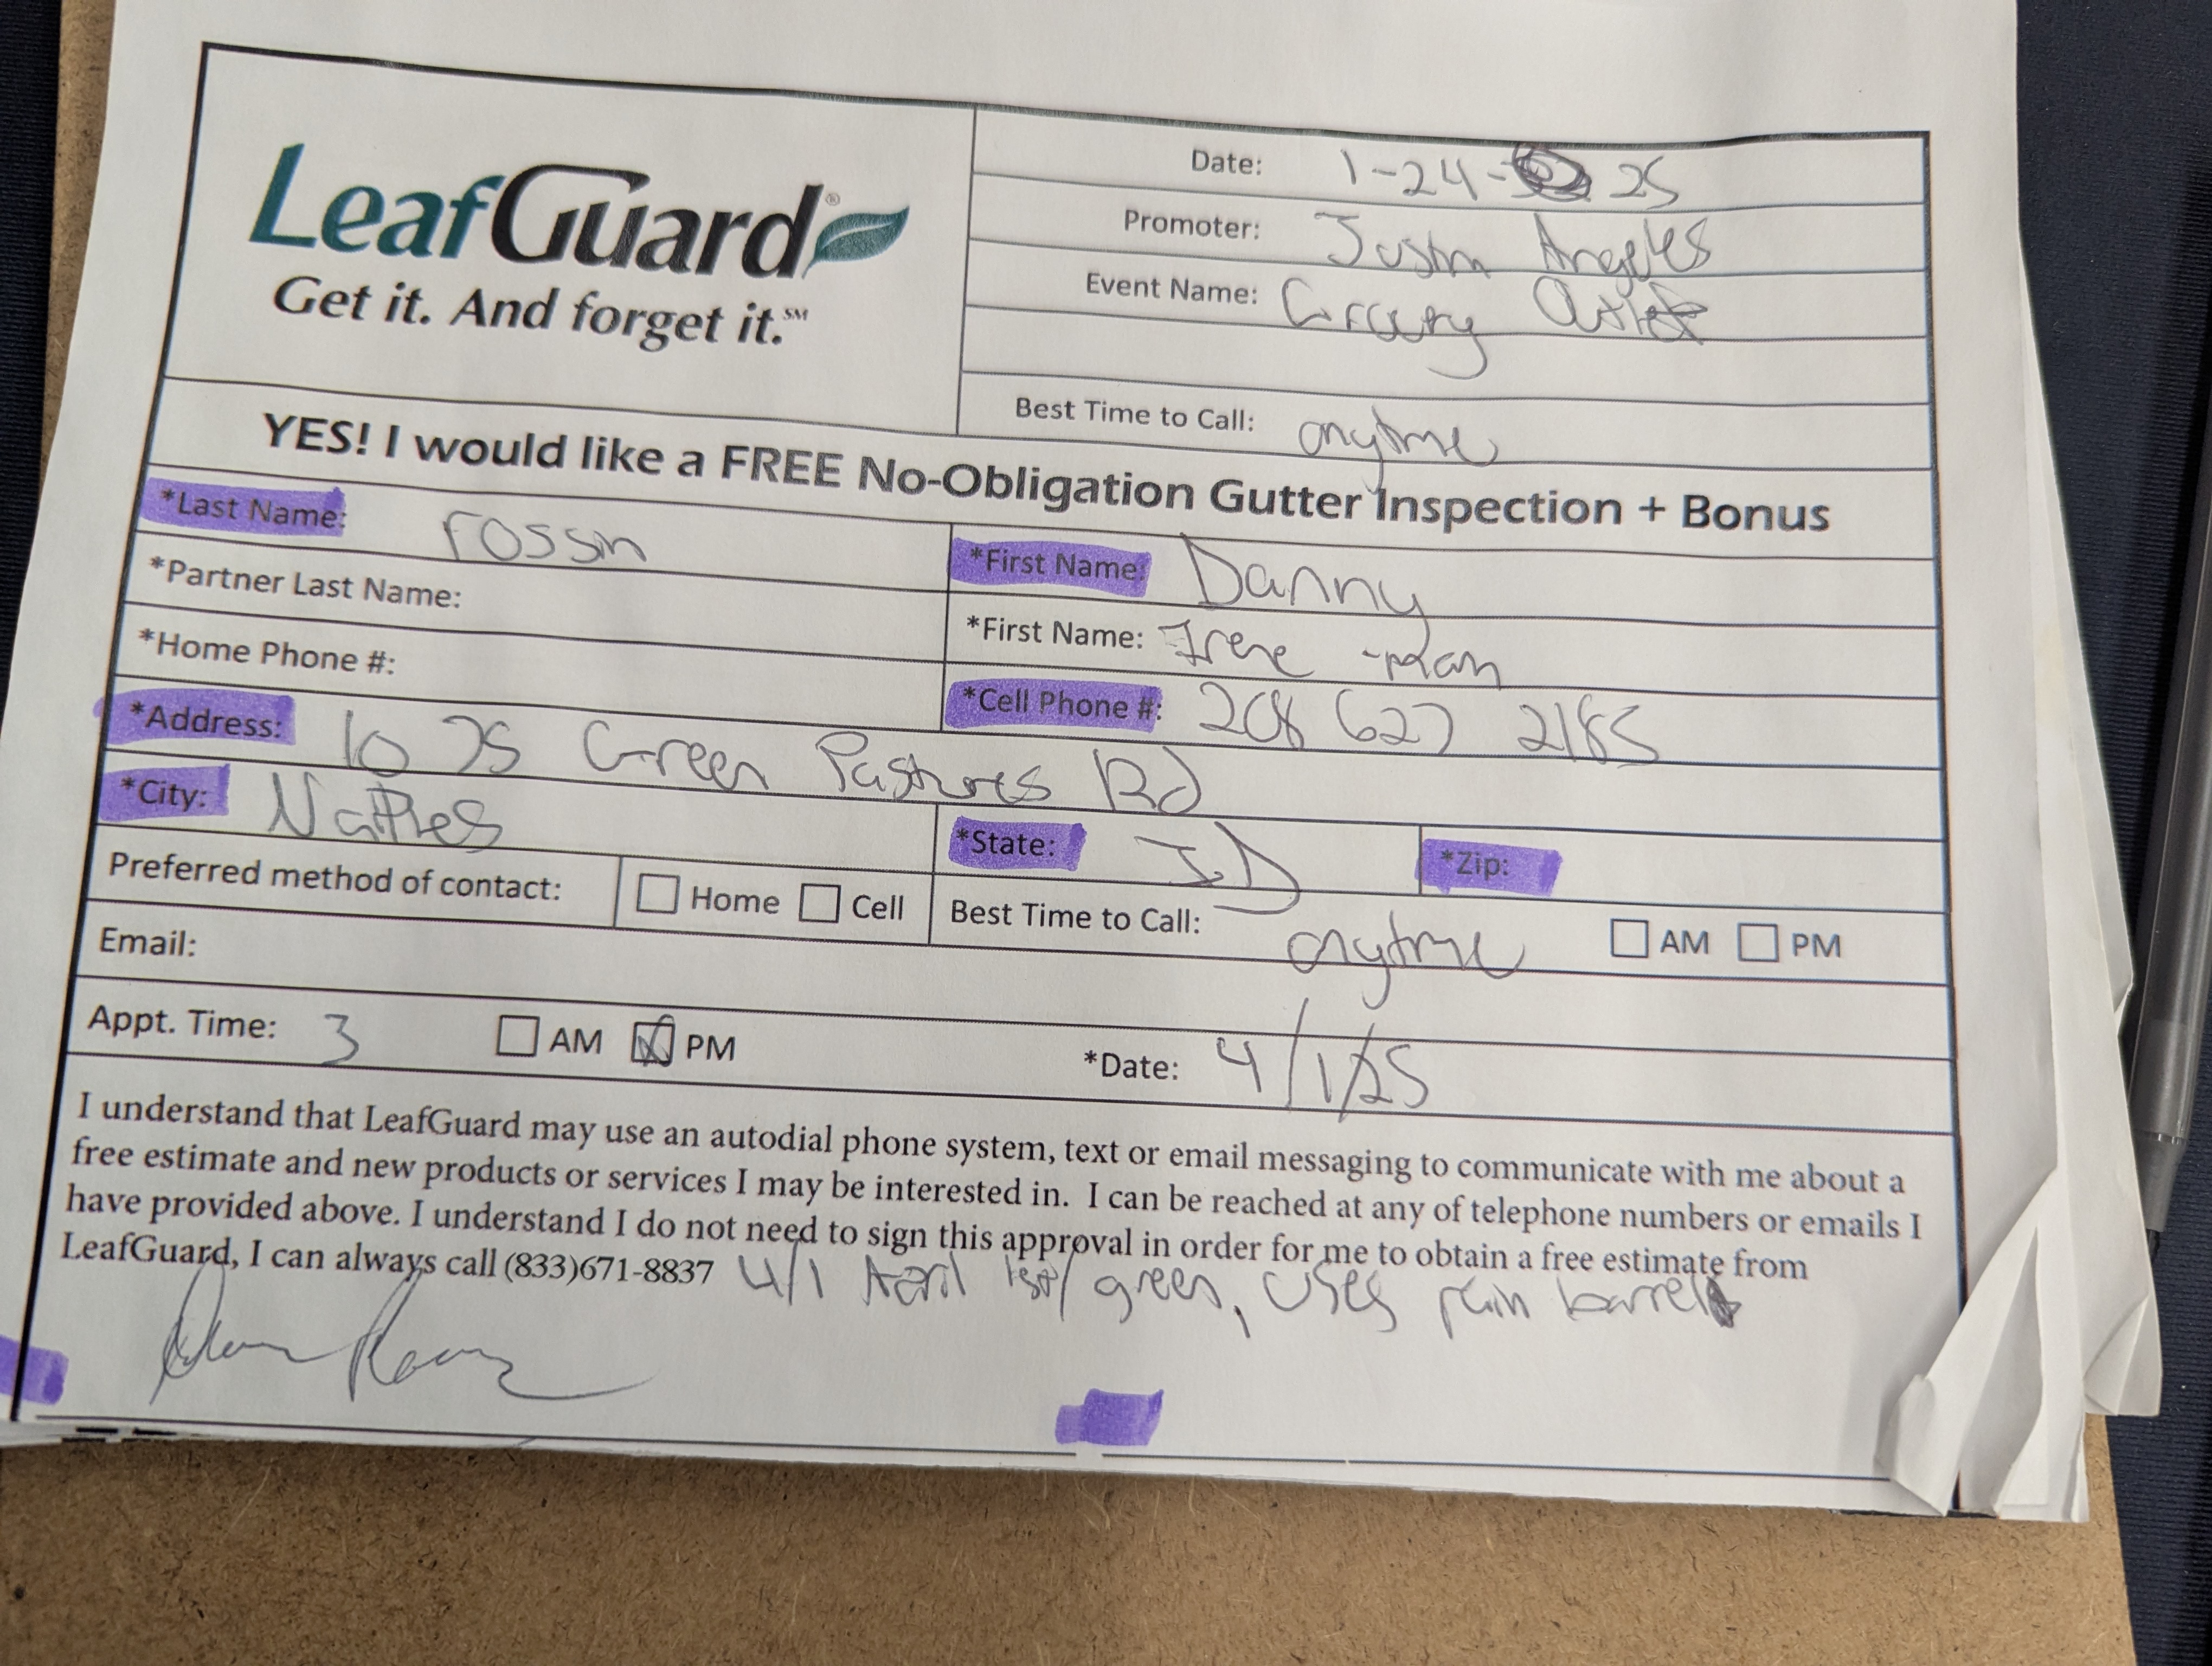 LeafGuard®
Get it. And forget it.℠
Date: 1-24- 25
Promoter: Justin Angeles
Event Name: Grocery Outlet
Best Time to Call: anytime
YES! I would like a FREE No-Obligation Gutter Inspection + Bonus
*Last Name: rossin
*First Name: Danny
*Partner Last Name:
*First Name: Irene
*Home Phone #:
*Cell Phone #: 208 627 2185
*Address: 10 75 Green Pastures Rd
*City:
*State: ID
*Zip:
Preferred method of contact: Home Cell
Best Time to Call: anytime AM PM
Email:
Appt. Time: 3 AM PM
*Date: 4/1/25
I understand that LeafGuard may use an autodial phone system, text or email messaging to communicate with me about a
free estimate and new products or services I may be interested in. I can be reached at any of telephone numbers or emails I
have provided above. I understand I do not need to sign this approval in order for me to obtain a free estimate from
LeafGuard, I can always call (833)671-8837 4/1 April 1st/ green, uses rain barrel